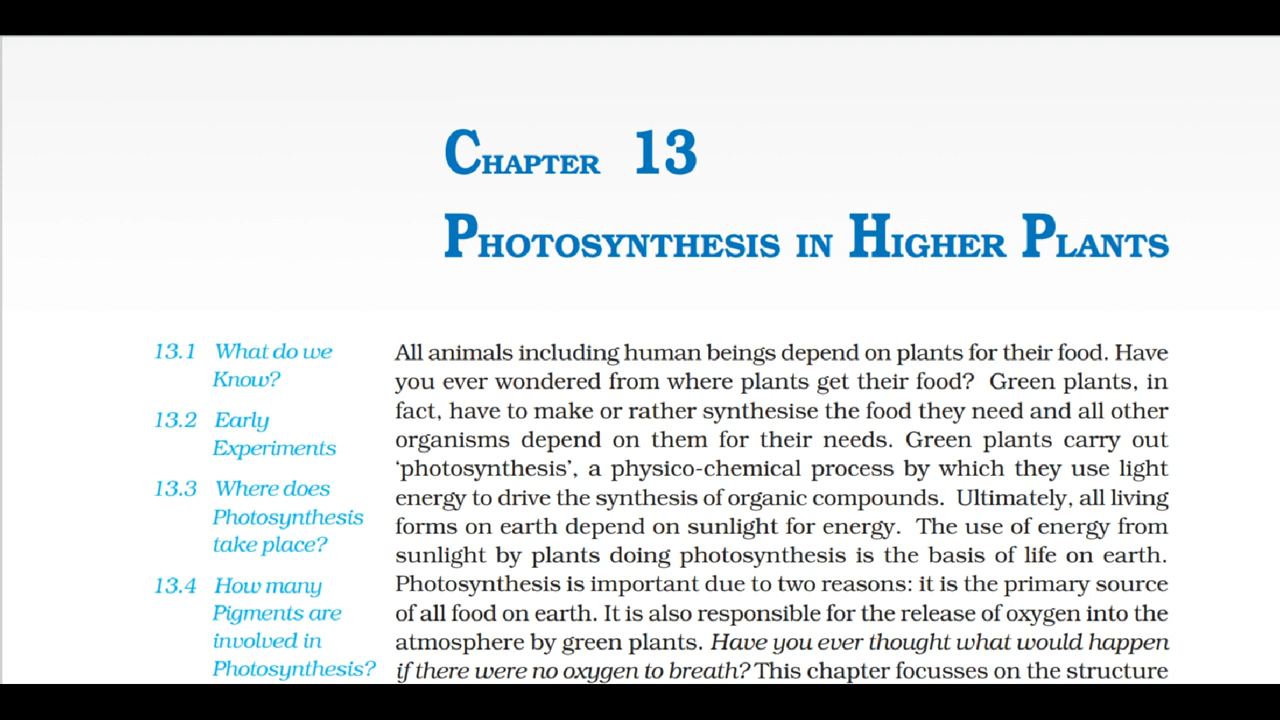 CHAPTER 13
PHOTOSYNTHESIS IN HIGHER PLANTS
13.1 What do we
Know?
13.2 Early
Experiments
13.3 Where does
Photosynthesis
take place?
13.4 How many
Pigments are
involved in
Photosynthesis?
All animals including human beings depend on plants for their food. Have
you ever wondered from where plants get their food? Green plants, in
fact, have to make or rather synthesise the food they need and all other
organisms depend on them for their needs. Green plants carry out
‘photosynthesis’, a physico-chemical process by which they use light
energy to drive the synthesis of organic compounds. Ultimately, all living
forms on earth depend on sunlight for energy. The use of energy from
sunlight by plants doing photosynthesis is the basis of life on earth.
Photosynthesis is important due to two reasons: it is the primary source
of all food on earth. It is also responsible for the release of oxygen into the
atmosphere by green plants. Have you ever thought what would happen
if there were no oxygen to breath? This chapter focusses on the structure